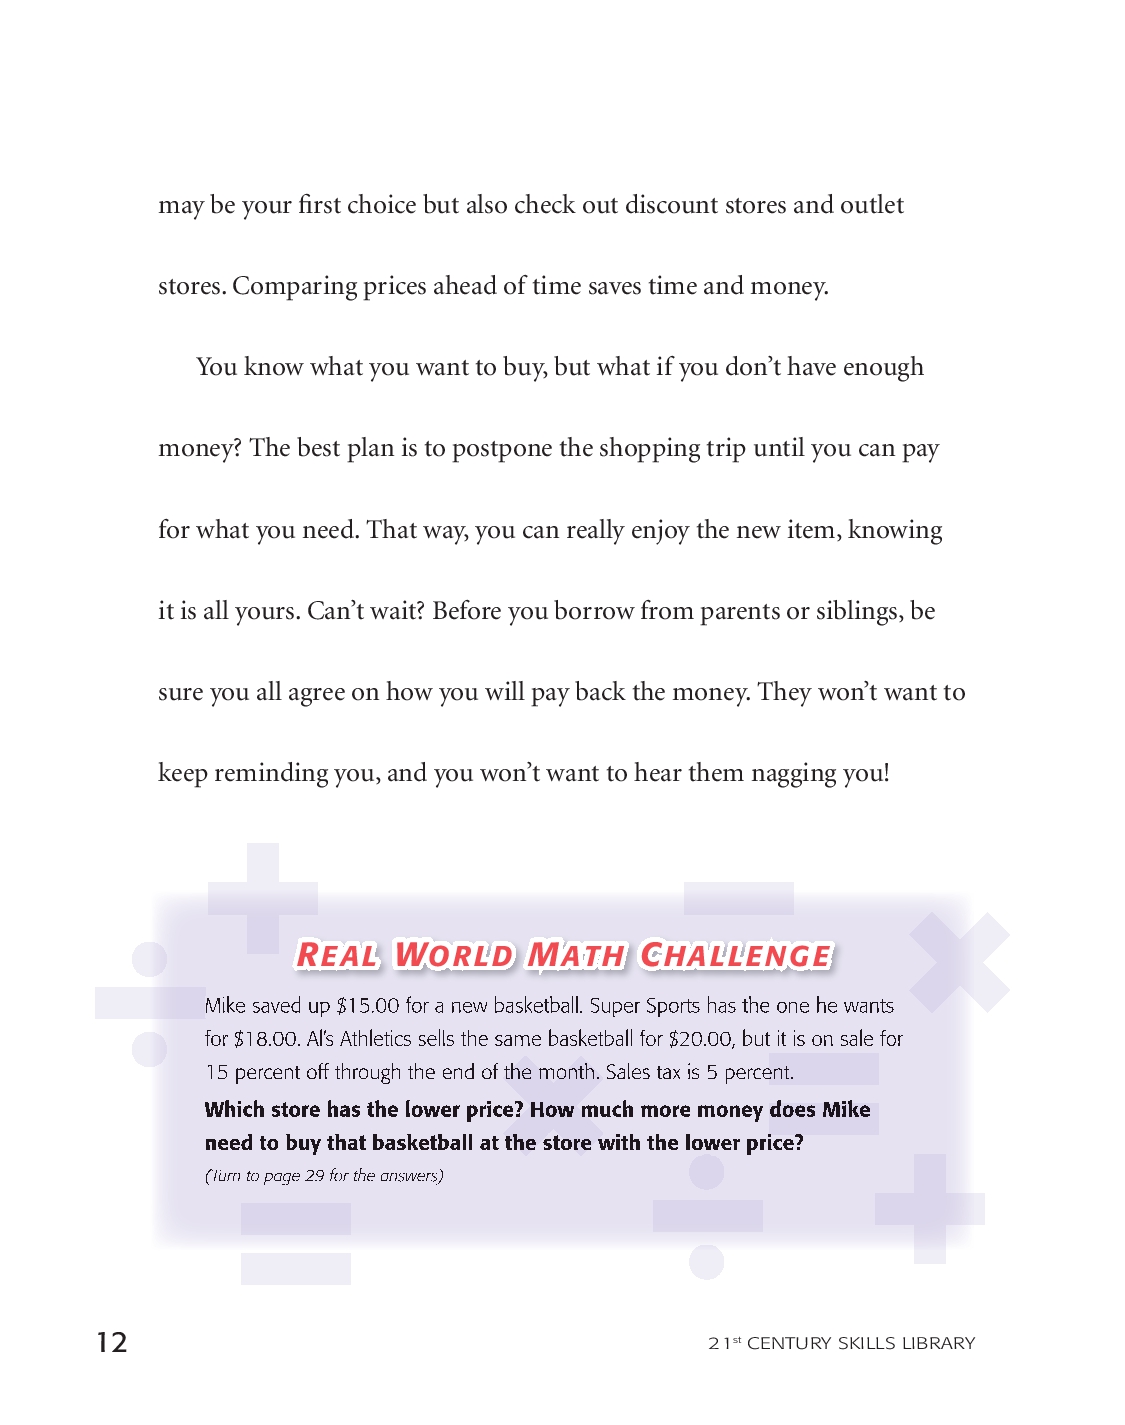 may be your first choice but also check out discount stores and outlet
stores. Comparing prices ahead of time saves time and money.
You know what you want to buy, but what if you don’t have enough
money? The best plan is to postpone the shopping trip until you can pay
for what you need. That way, you can really enjoy the new item, knowing
it is all yours. Can’t wait? Before you borrow from parents or siblings, be
sure you all agree on how you will pay back the money. They won’t want to
keep reminding you, and you won’t want to hear them nagging you!
REAL WORLD MATH CHALLENGE
Mike saved up $15.00 for a new basketball. Super Sports has the one he wants
for $18.00. Al’s Athletics sells the same basketball for $20.00, but it is on sale for
15 percent off through the end of the month. Sales tax is 5 percent.
Which store has the lower price? How much more money does Mike
need to buy that basketball at the store with the lower price?
(Turn to page 29 for the answers)
12
21st CENTURY SKILLS LIBRARY